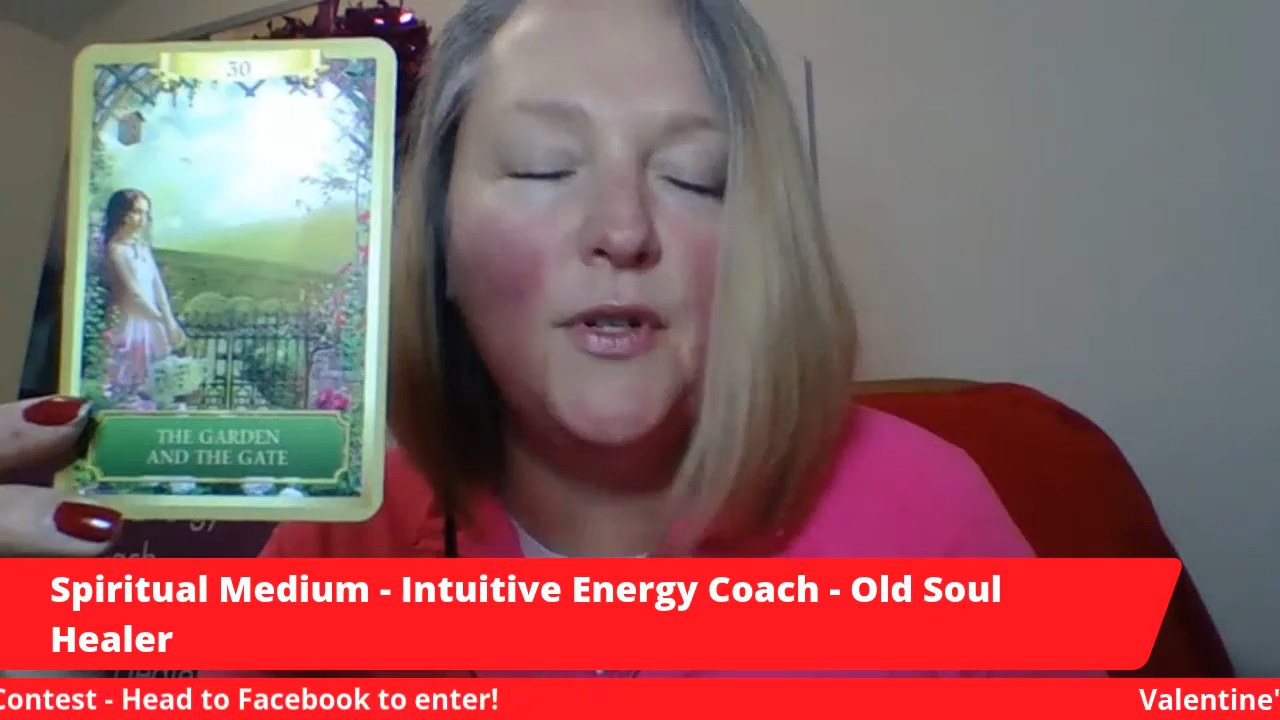 30
THE GARDEN
AND THE GATE
Spiritual Medium - Intuitive Energy Coach - Old Soul
Healer
Contest - Head to Facebook to enter! Valentine'